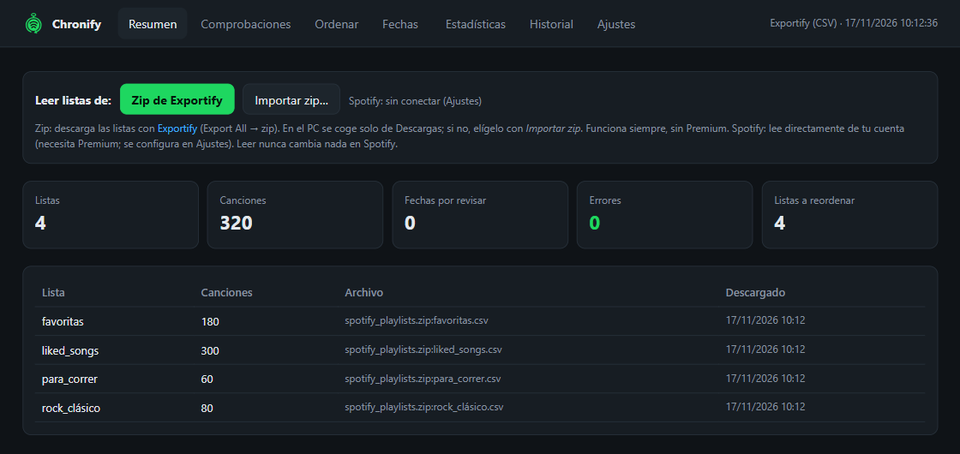 Chronify Resumen Comprobaciones Ordenar Fechas Estadísticas Historial Ajustes Exportify (CSV) · 17/11/2026 10:12:36
Leer listas de: Zip de Exportify Importar zip... Spotify: sin conectar (Ajustes)
Zip: descarga las listas con Exportify (Export All → zip). En el PC se coge solo de Descargas; si no, elígelo con Importar zip. Funciona siempre, sin Premium. Spotify: lee directamente de tu cuenta
(necesita Premium; se configura en Ajustes). Leer nunca cambia nada en Spotify.
Listas Canciones Fechas por revisar Errores Listas a reordenar
4 320 0 0 4
Lista Canciones Archivo Descargado
favoritas 180 spotify_playlists.zip:favoritas.csv 17/11/2026 10:12
liked_songs 300 spotify_playlists.zip:liked_songs.csv 17/11/2026 10:12
para_correr 60 spotify_playlists.zip:para_correr.csv 17/11/2026 10:12
rock_clásico 80 spotify_playlists.zip:rock_clásico.csv 17/11/2026 10:12